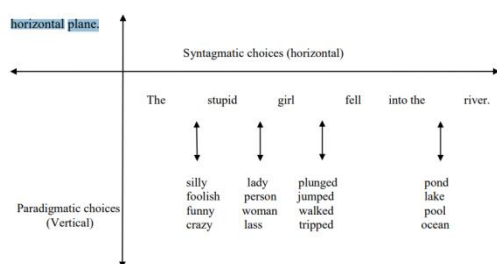 horizontal plane.
Syntagmatic choices (horizontal)
The stupid girl fell into the river.
silly lady plunged pond
foolish person jumped lake
funny woman walked pool
crazy lass tripped ocean
Paradigmatic choices
(Vertical)